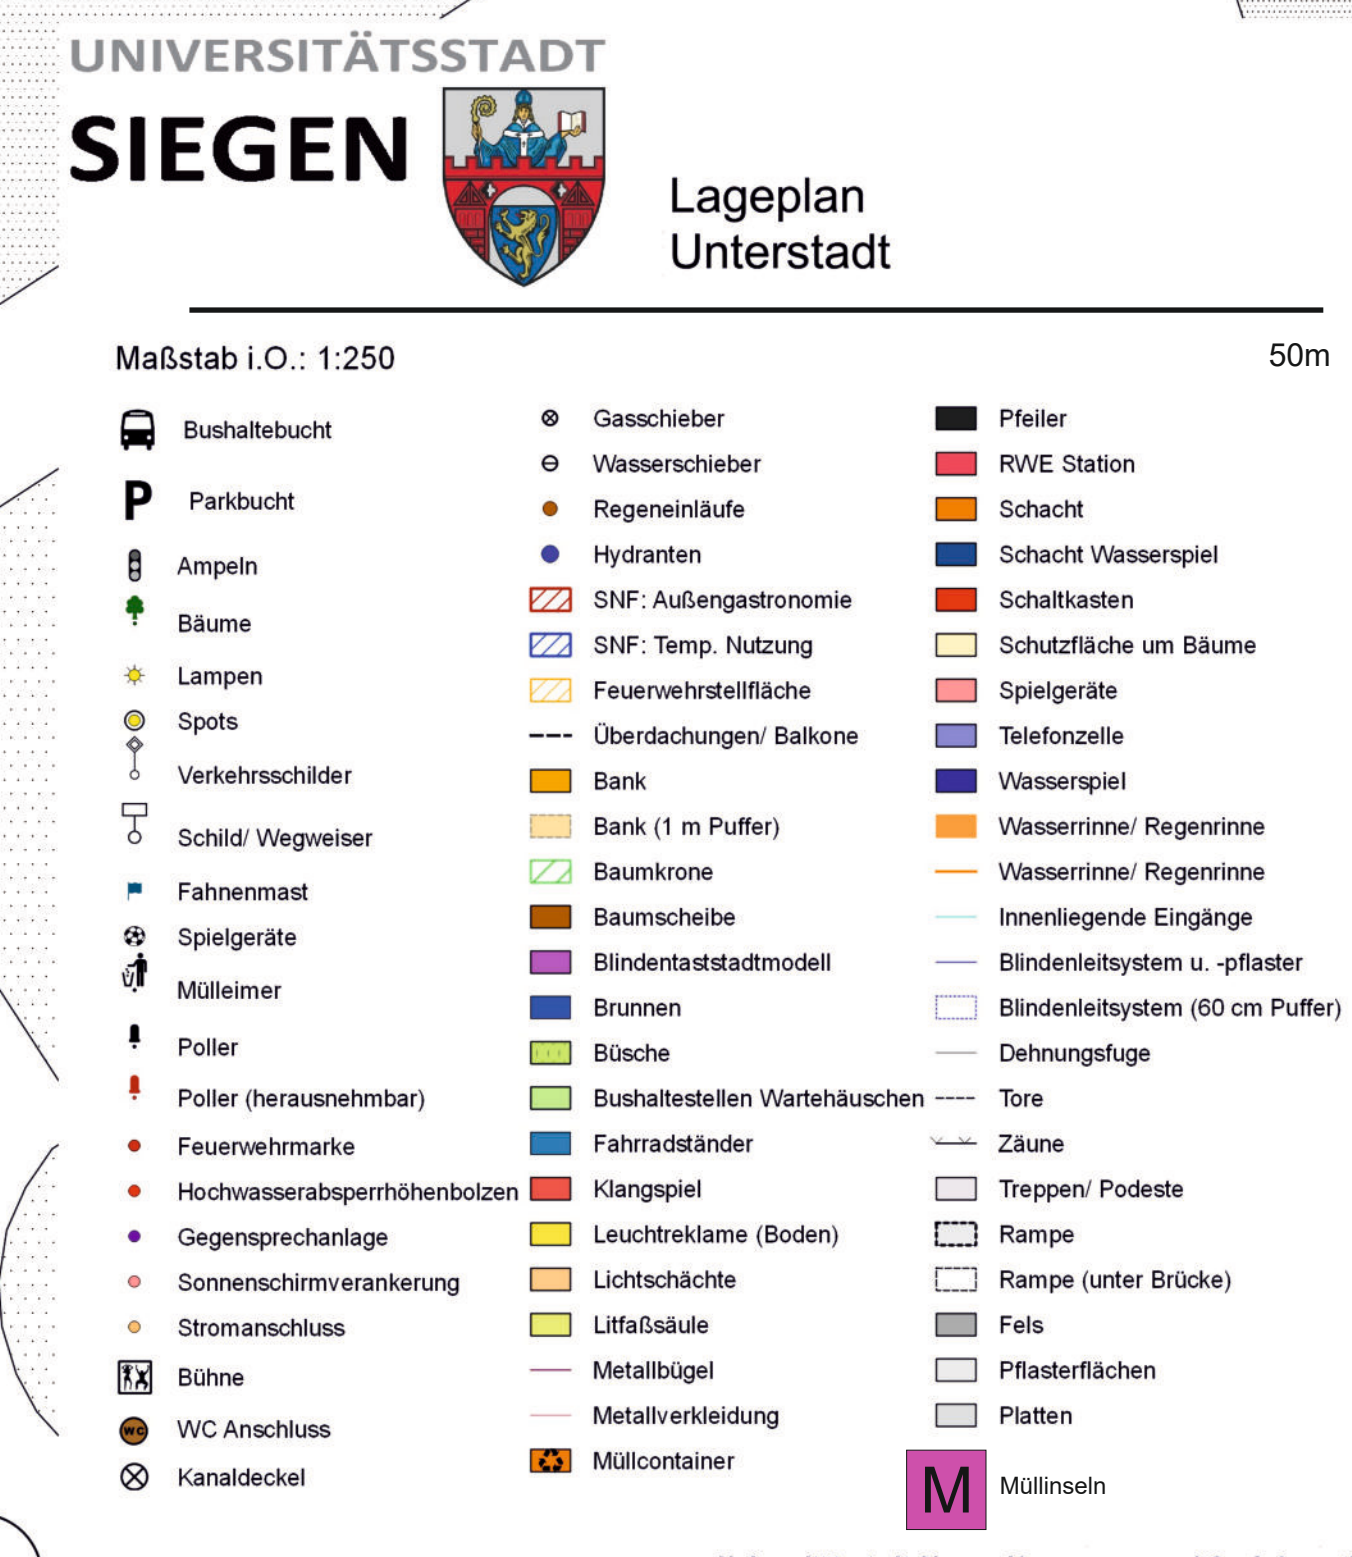 UNIVERSITÄTSSTADT
SIEGEN
Lageplan
Unterstadt
Maßstab i.O.: 1:250
50m
Bushaltebucht
P Parkbucht
Ampeln
Bäume
Lampen
Spots
Verkehrsschilder
Schild/ Wegweiser
Fahnenmast
Spielgeräte
Mülleimer
Poller
Poller (herausnehmbar)
Feuerwehrmarke
Hochwasserabsperrhöhenbolzen
Gegensprechanlage
Sonnenschirmverankerung
Stromanschluss
Bühne
WC WC Anschluss
Kanaldeckel
Gasschieber
Wasserschieber
Regeneinläufe
Hydranten
SNF: Außengastronomie
SNF: Temp. Nutzung
Feuerwehrstellfläche
Überdachungen/ Balkone
Bank
Bank (1 m Puffer)
Baumkrone
Baumscheibe
Blindentaststadtmodell
Brunnen
Büsche
Bushaltestellen Wartehäuschen
Fahrradständer
Klangspiel
Leuchtreklame (Boden)
Lichtschächte
Litfaßsäule
Metallbügel
Metallverkleidung
Müllcontainer
Pfeiler
RWE Station
Schacht
Schacht Wasserspiel
Schaltkasten
Schutzfläche um Bäume
Spielgeräte
Telefonzelle
Wasserspiel
Wasserrinne/ Regenrinne
Wasserrinne/ Regenrinne
Innenliegende Eingänge
Blindenleitsystem u. -pflaster
Blindenleitsystem (60 cm Puffer)
Dehnungsfuge
Tore
Zäune
Treppen/ Podeste
Rampe
Rampe (unter Brücke)
Fels
Pflasterflächen
Platten
M Müllinseln